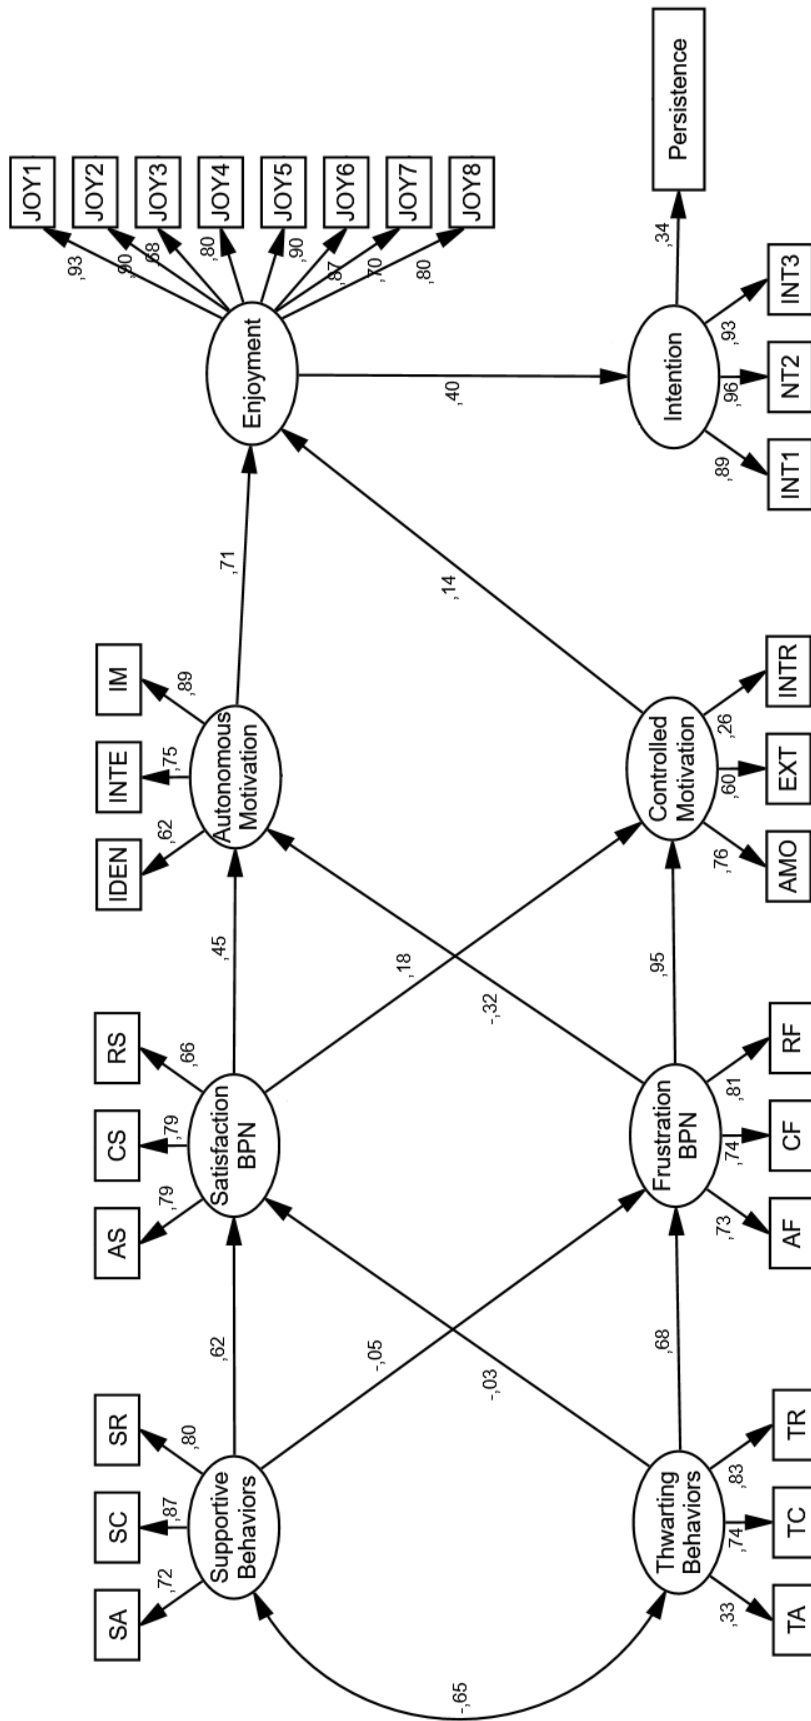 SA
SC
SR
,72
,87
,80
Supportive
Behaviors
AS
CS
RS
,79
,79
,66
Satisfaction
BPN
IDEN
INTE
IM
,62
,75
,89
Autonomous
Motivation
JOY1
JOY2
JOY3
JOY4
JOY5
JOY6
JOY7
JOY8
,93
,90
,68
,80
,90
,87
,70
,80
Enjoyment
,62
,45
,71
-,65
-,05
-,03
,18
-,32
,14
,40
,68
,95
Thwarting
Behaviors
,33
,74
,83
TA
TC
TR
Frustration
BPN
,73
,74
,81
AF
CF
RF
Controlled
Motivation
,76
,60
,26
AMO
EXT
INTR
Intention
,89
,96
,93
INT1
NT2
INT3
,34
Persistence